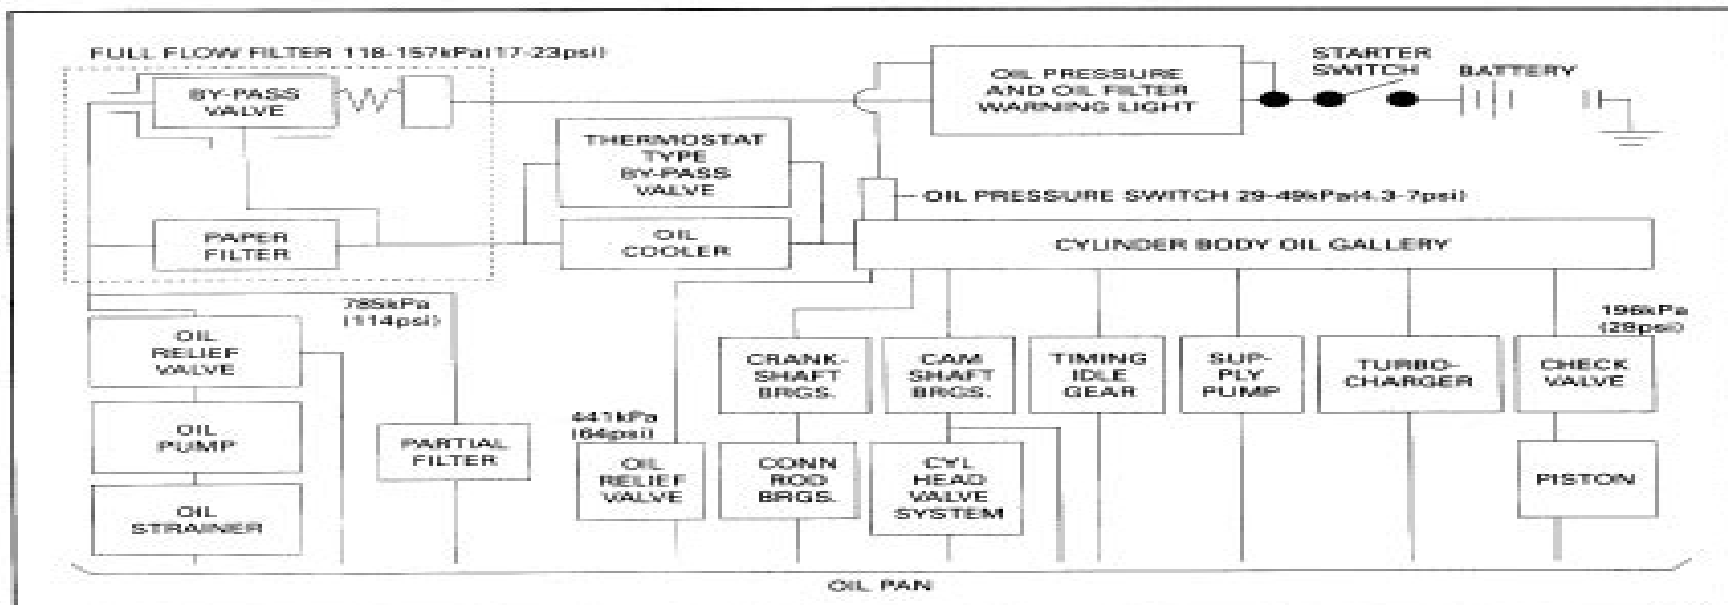 FULL FLOW FILTER 118-157kPa(17-23psi)
BY-PASS
VALVE
OIL PRESSURE
AND OIL FILTER
WARNING LIGHT
STARTER
SWITCH
BATTERY
THERMOSTAT
TYPE
BY-PASS
VALVE
OIL PRESSURE SWITCH 29-49kPa(4.3-7psi)
PAPER
FILTER
OIL
COOLER
CYLINDER BODY OIL GALLERY
785kPa
(114psi)
196kPa
(28psi)
OIL
RELIEF
VALVE
CRANK-
SHAFT
BRGS.
CAM
SHAFT
BRGS.
TIMING
IDLE
GEAR
SUP-
PLY
PUMP
TURBO-
CHARGER
CHECK
VALVE
OIL
PUMP
PARTIAL
FILTER
441kPa
(64psi)
OIL
RELIEF
VALVE
CONN
ROD
BRGS.
CYL
HEAD
VALVE
SYSTEM
PISTON
OIL
STRAINER
OIL PAN